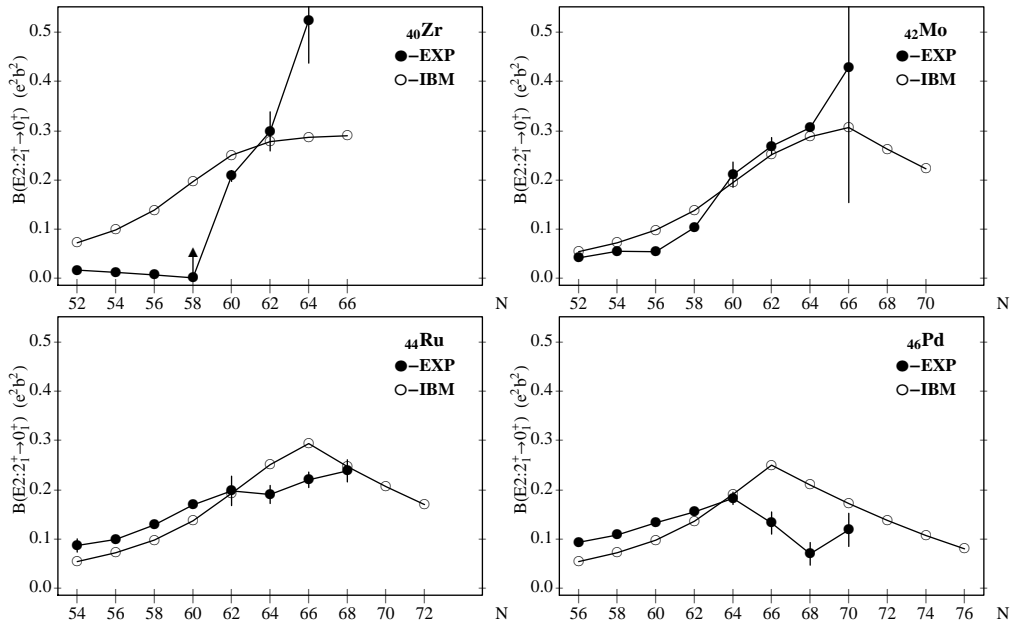 ₄₀Zr
●–EXP
○–IBM
B(E2:2₁⁺→0₁⁺) (e²b²)
0.5
0.4
0.3
0.2
0.1
0.0
52 54 56 58 60 62 64 66 N
₄₂Mo
●–EXP
○–IBM
B(E2:2₁⁺→0₁⁺) (e²b²)
0.5
0.4
0.3
0.2
0.1
0.0
52 54 56 58 60 62 64 66 68 70 N
₄₄Ru
●–EXP
○–IBM
B(E2:2₁⁺→0₁⁺) (e²b²)
0.5
0.4
0.3
0.2
0.1
0.0
54 56 58 60 62 64 66 68 70 72 N
₄₆Pd
●–EXP
○–IBM
B(E2:2₁⁺→0₁⁺) (e²b²)
0.5
0.4
0.3
0.2
0.1
0.0
56 58 60 62 64 66 68 70 72 74 76 N